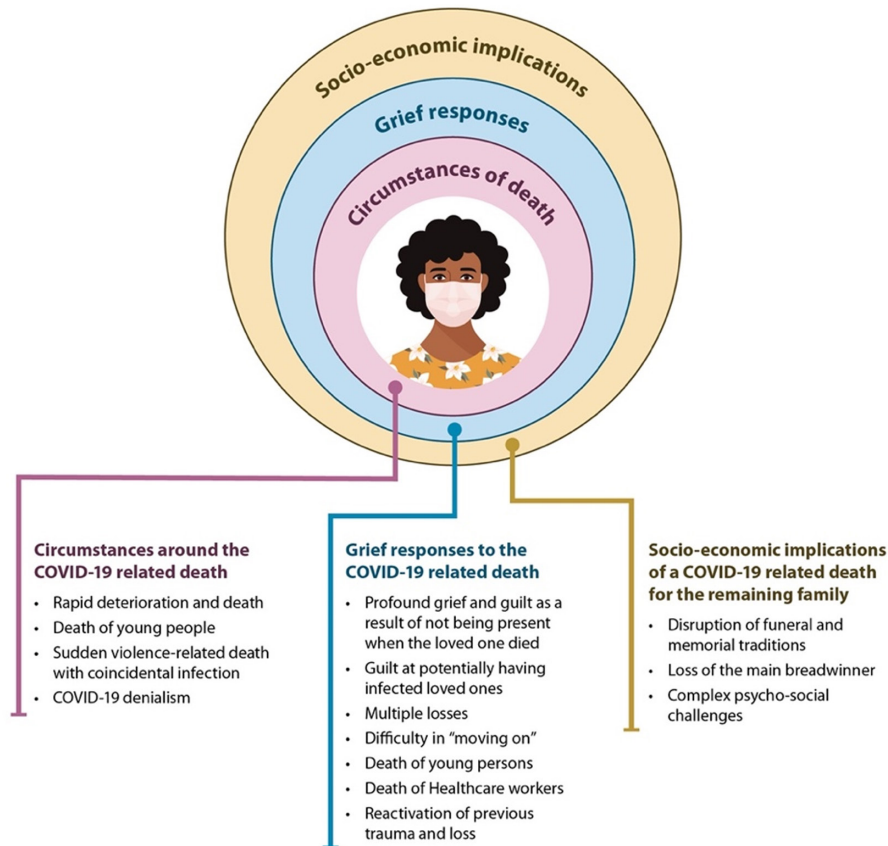 Socio-economic implications
Grief responses
Circumstances of death
Circumstances around the
COVID-19 related death
• Rapid deterioration and death
• Death of young people
• Sudden violence-related death
with coincidental infection
• COVID-19 denialism
Grief responses to the
COVID-19 related death
• Profound grief and guilt as a
result of not being present
when the loved one died
• Guilt at potentially having
infected loved ones
• Multiple losses
• Difficulty in “moving on”
• Death of young persons
• Death of Healthcare workers
• Reactivation of previous
trauma and loss
Socio-economic implications
of a COVID-19 related death
for the remaining family
• Disruption of funeral and
memorial traditions
• Loss of the main breadwinner
• Complex psycho-social
challenges